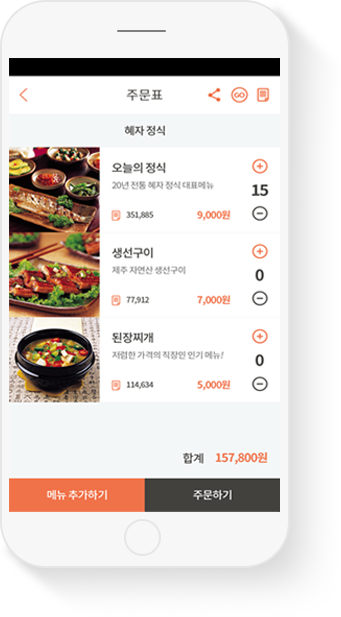 주문표
GO
혜자 정식
오늘의 정식
20년 전통 혜자 정식 대표메뉴
351,885 9,000원
15
생선구이
제주 자연산 생선구이
77,912 7,000원
0
된장찌개
저렴한 가격의 직장인 인기 메뉴!
114,634 5,000원
0
합계 157,800원
메뉴 추가하기 주문하기